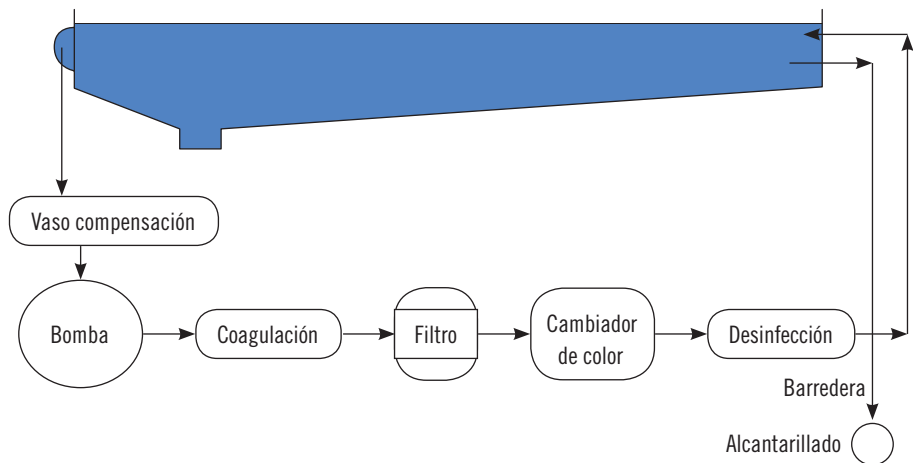 Vaso compensación
Bomba
Coagulación
Filtro
Cambiador
de color
Desinfección
Barredera
Alcantarillado